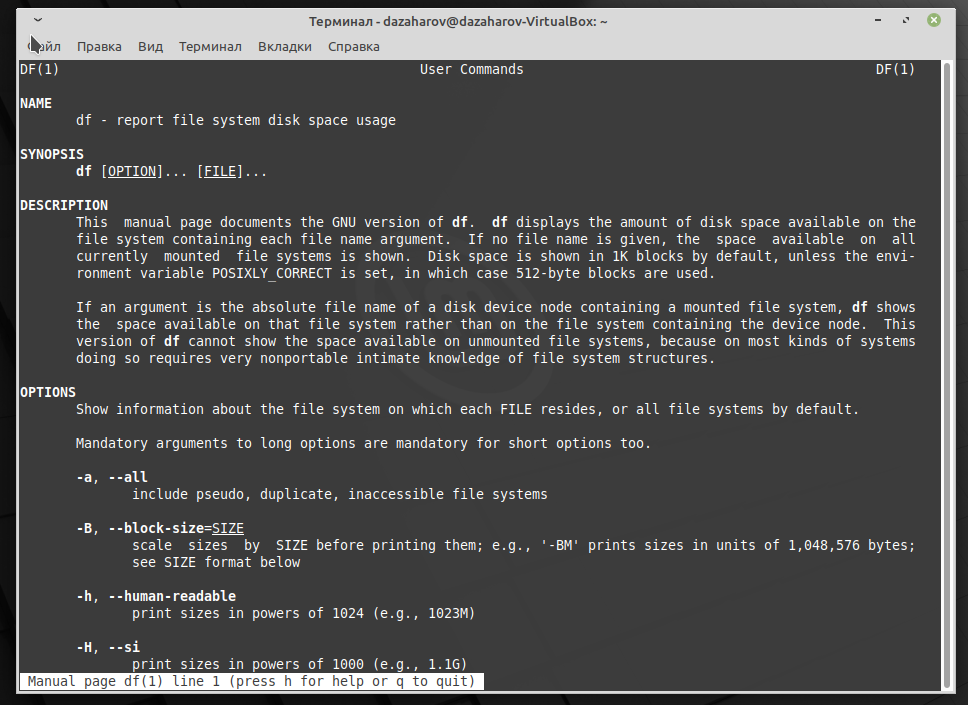 Терминал - dazaharov@dazaharov-VirtualBox: ~
Правка Вид Терминал Вкладки Справка
DF(1) User Commands DF(1)
NAME
df - report file system disk space usage
SYNOPSIS
df [OPTION]... [FILE]...
DESCRIPTION
This manual page documents the GNU version of df. df displays the amount of disk space available on the
file system containing each file name argument. If no file name is given, the space available on all
currently mounted file systems is shown. Disk space is shown in 1K blocks by default, unless the envi-
ronment variable POSIXLY_CORRECT is set, in which case 512-byte blocks are used.
If an argument is the absolute file name of a disk device node containing a mounted file system, df shows
the space available on that file system rather than on the file system containing the device node. This
version of df cannot show the space available on unmounted file systems, because on most kinds of systems
doing so requires very nonportable intimate knowledge of file system structures.
OPTIONS
Show information about the file system on which each FILE resides, or all file systems by default.
Mandatory arguments to long options are mandatory for short options too.
-a, --all
include pseudo, duplicate, inaccessible file systems
-B, --block-size=SIZE
scale sizes by SIZE before printing them; e.g., '-BM' prints sizes in units of 1,048,576 bytes;
see SIZE format below
-h, --human-readable
print sizes in powers of 1024 (e.g., 1023M)
-H, --si
print sizes in powers of 1000 (e.g., 1.1G)
Manual page df(1) line 1 (press h for help or q to quit)